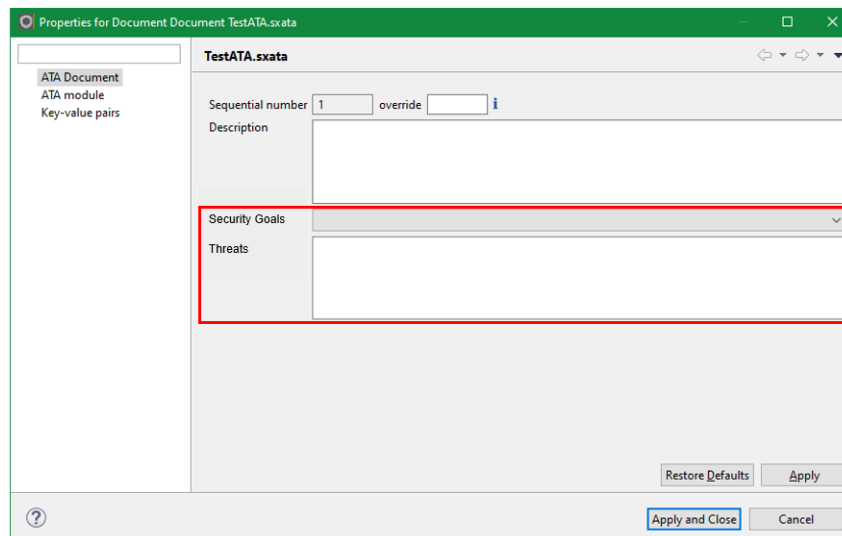 Properties for Document Document TestATA.sxata
TestATA.sxata
ATA Document
ATA module
Key-value pairs
Sequential number 1 override i
Description
Security Goals
Threats
Restore Defaults Apply
? Apply and Close Cancel